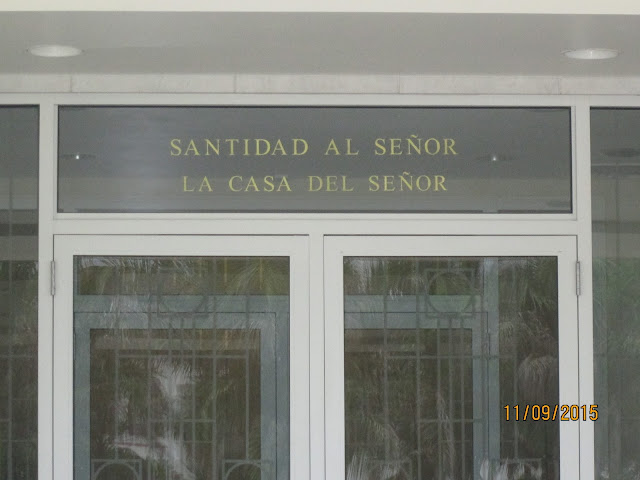 SANTIDAD AL SEÑOR
LA CASA DEL SEÑOR
11/09/2015